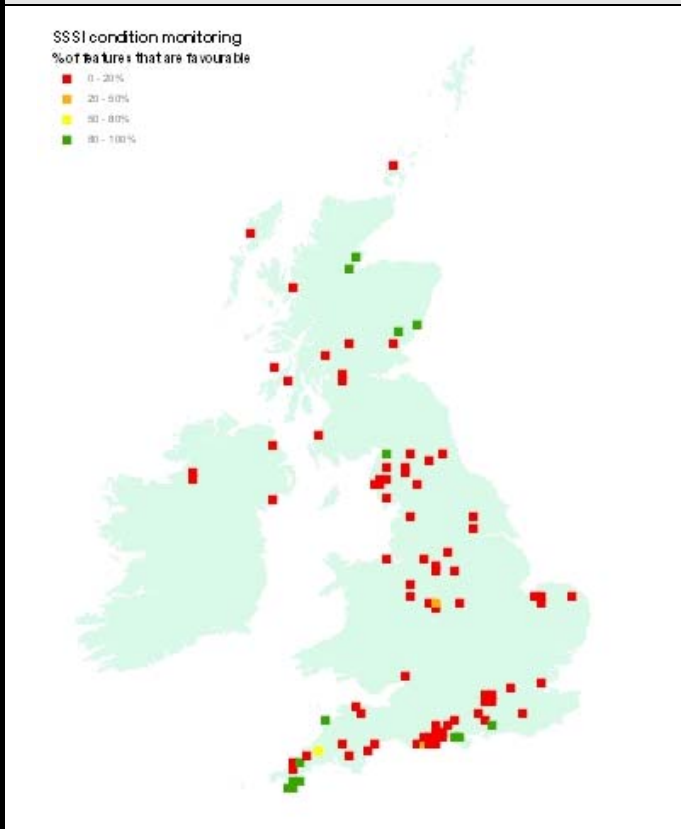 SSSI condition monitoring
% of features that are favourable
0 - 20%
20 - 50%
50 - 80%
80 - 100%